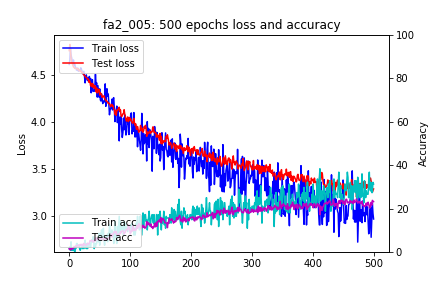 fa2_005: 500 epochs loss and accuracy
Train loss
Test loss
Train acc
Test acc
Loss
4.5
4.0
3.5
3.0
Accuracy
100
80
60
40
20
0
0
100
200
300
400
500